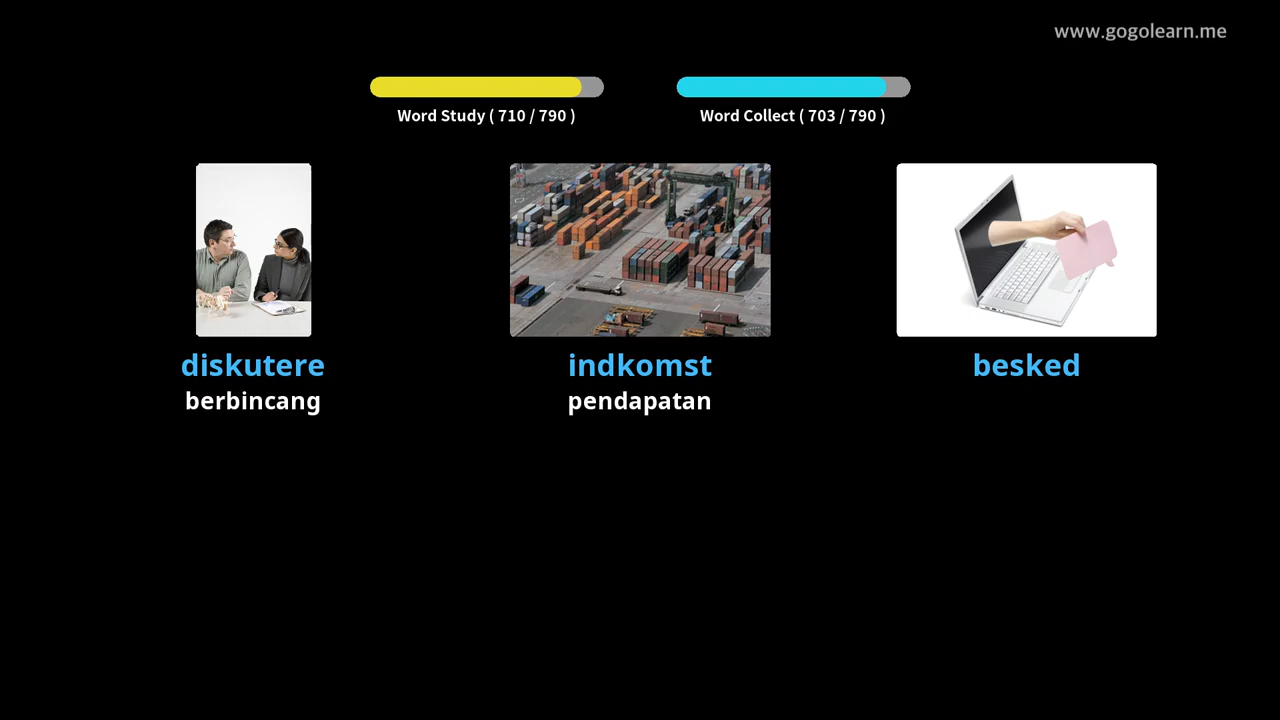 www.gogolearn.me
Word Study ( 710 / 790 )
Word Collect ( 703 / 790 )
diskutere
berbincang
indkomst
pendapatan
besked